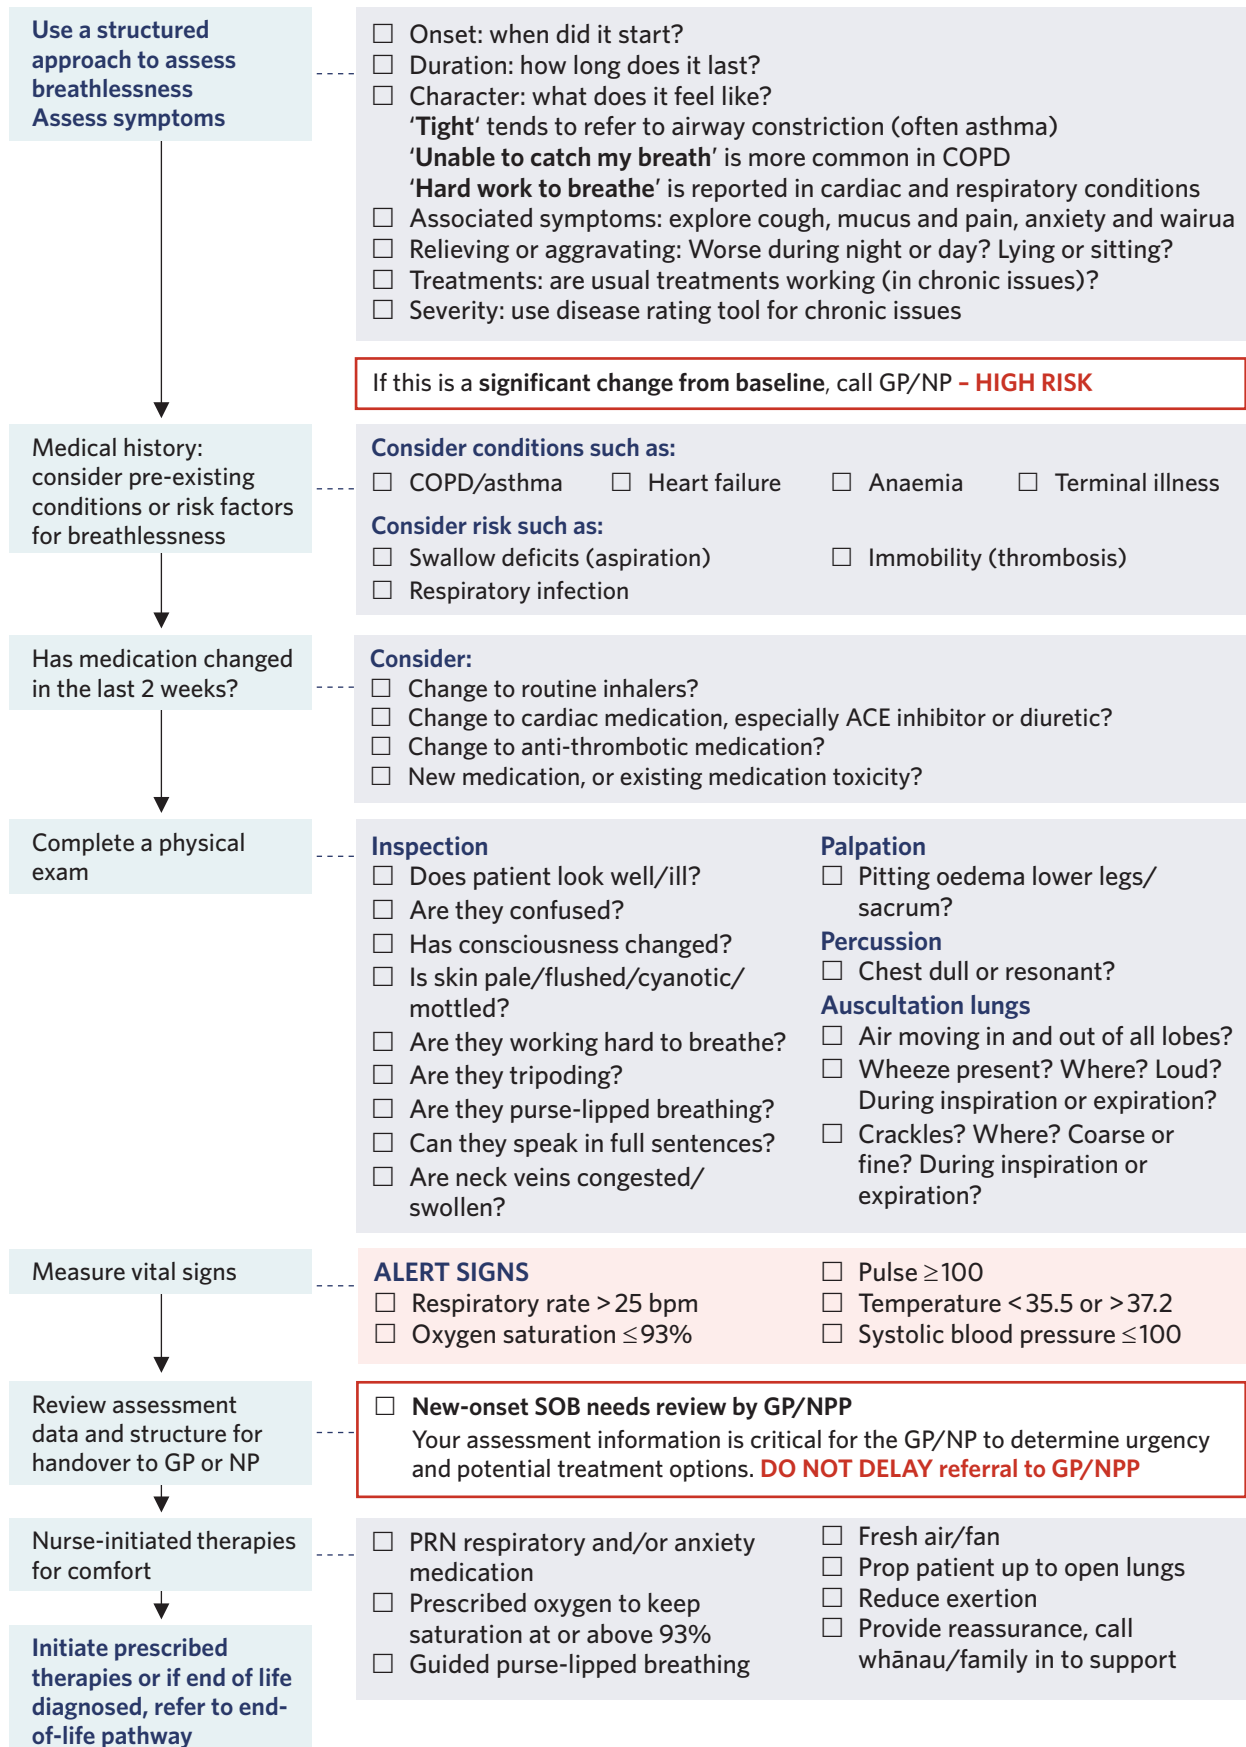 Use a structured
approach to assess
breathlessness
Assess symptoms
☐ Onset: when did it start?
☐ Duration: how long does it last?
☐ Character: what does it feel like?
‘Tight‘ tends to refer to airway constriction (often asthma)
‘Unable to catch my breath’ is more common in COPD
‘Hard work to breathe’ is reported in cardiac and respiratory conditions
☐ Associated symptoms: explore cough, mucus and pain, anxiety and wairua
☐ Relieving or aggravating: Worse during night or day? Lying or sitting?
☐ Treatments: are usual treatments working (in chronic issues)?
☐ Severity: use disease rating tool for chronic issues
If this is a significant change from baseline, call GP/NP – HIGH RISK
Medical history:
consider pre-existing
conditions or risk factors
for breathlessness
Consider conditions such as:
☐ COPD/asthma ☐ Heart failure ☐ Anaemia ☐ Terminal illness
Consider risk such as:
☐ Swallow deficits (aspiration) ☐ Immobility (thrombosis)
☐ Respiratory infection
Has medication changed
in the last 2 weeks?
Consider:
☐ Change to routine inhalers?
☐ Change to cardiac medication, especially ACE inhibitor or diuretic?
☐ Change to anti-thrombotic medication?
☐ New medication, or existing medication toxicity?
Complete a physical
exam
Inspection
☐ Does patient look well/ill?
☐ Are they confused?
☐ Has consciousness changed?
☐ Is skin pale/flushed/cyanotic/
mottled?
☐ Are they working hard to breathe?
☐ Are they tripoding?
☐ Are they purse-lipped breathing?
☐ Can they speak in full sentences?
☐ Are neck veins congested/
swollen?
Palpation
☐ Pitting oedema lower legs/
sacrum?
Percussion
☐ Chest dull or resonant?
Auscultation lungs
☐ Air moving in and out of all lobes?
☐ Wheeze present? Where? Loud?
During inspiration or expiration?
☐ Crackles? Where? Coarse or
fine? During inspiration or
expiration?
Measure vital signs
ALERT SIGNS
☐ Respiratory rate >25 bpm
☐ Oxygen saturation ≤93%
☐ Pulse ≥100
☐ Temperature <35.5 or >37.2
☐ Systolic blood pressure ≤100
Review assessment
data and structure for
handover to GP or NP
☐ New-onset SOB needs review by GP/NPP
Your assessment information is critical for the GP/NP to determine urgency
and potential treatment options. DO NOT DELAY referral to GP/NPP
Nurse-initiated therapies
for comfort
☐ PRN respiratory and/or anxiety
medication
☐ Prescribed oxygen to keep
saturation at or above 93%
☐ Guided purse-lipped breathing
☐ Fresh air/fan
☐ Prop patient up to open lungs
☐ Reduce exertion
☐ Provide reassurance, call
whānau/family in to support
Initiate prescribed
therapies or if end of life
diagnosed, refer to end-
of-life pathway